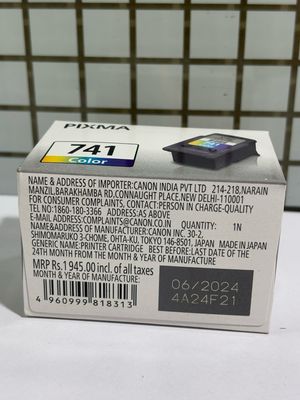 PIXMA
741
Color
NAME & ADDRESS OF IMPORTER:CANON INDIA PVT LTD 214-218,NARAIN
MANZIL,BARAKHAMBA RD,CONNAUGHT PLACE,NEW DELHI-110001
FOR CONSUMER COMPLAINTS, CONTACT:PERSON IN CHARGE-QUALITY
TEL NO:1860-180-3366 ADDRESS:AS ABOVE
E-MAIL ADDRESS:COMPLAINTS@CANON.CO.IN QUANTITY: 1N
NAME&ADDRESS OF MANUFACTURER:CANON INC. 30-2,
SHIMOMARUKO 3-CHOME, OHTA-KU, TOKYO 146-8501, JAPAN MADE IN JAPAN
GENERIC NAME:PRINTER CARTRIDGE BEST BEFORE:LAST DATE OF THE
24TH MONTH FROM THE MONTH & YEAR OF MANUFACTURE
MRP Rs.1 945.00 incl. of all taxes
MONTH & YEAR OF MANUFACTURE:
06/2024
4A24F21
4 960999 818313